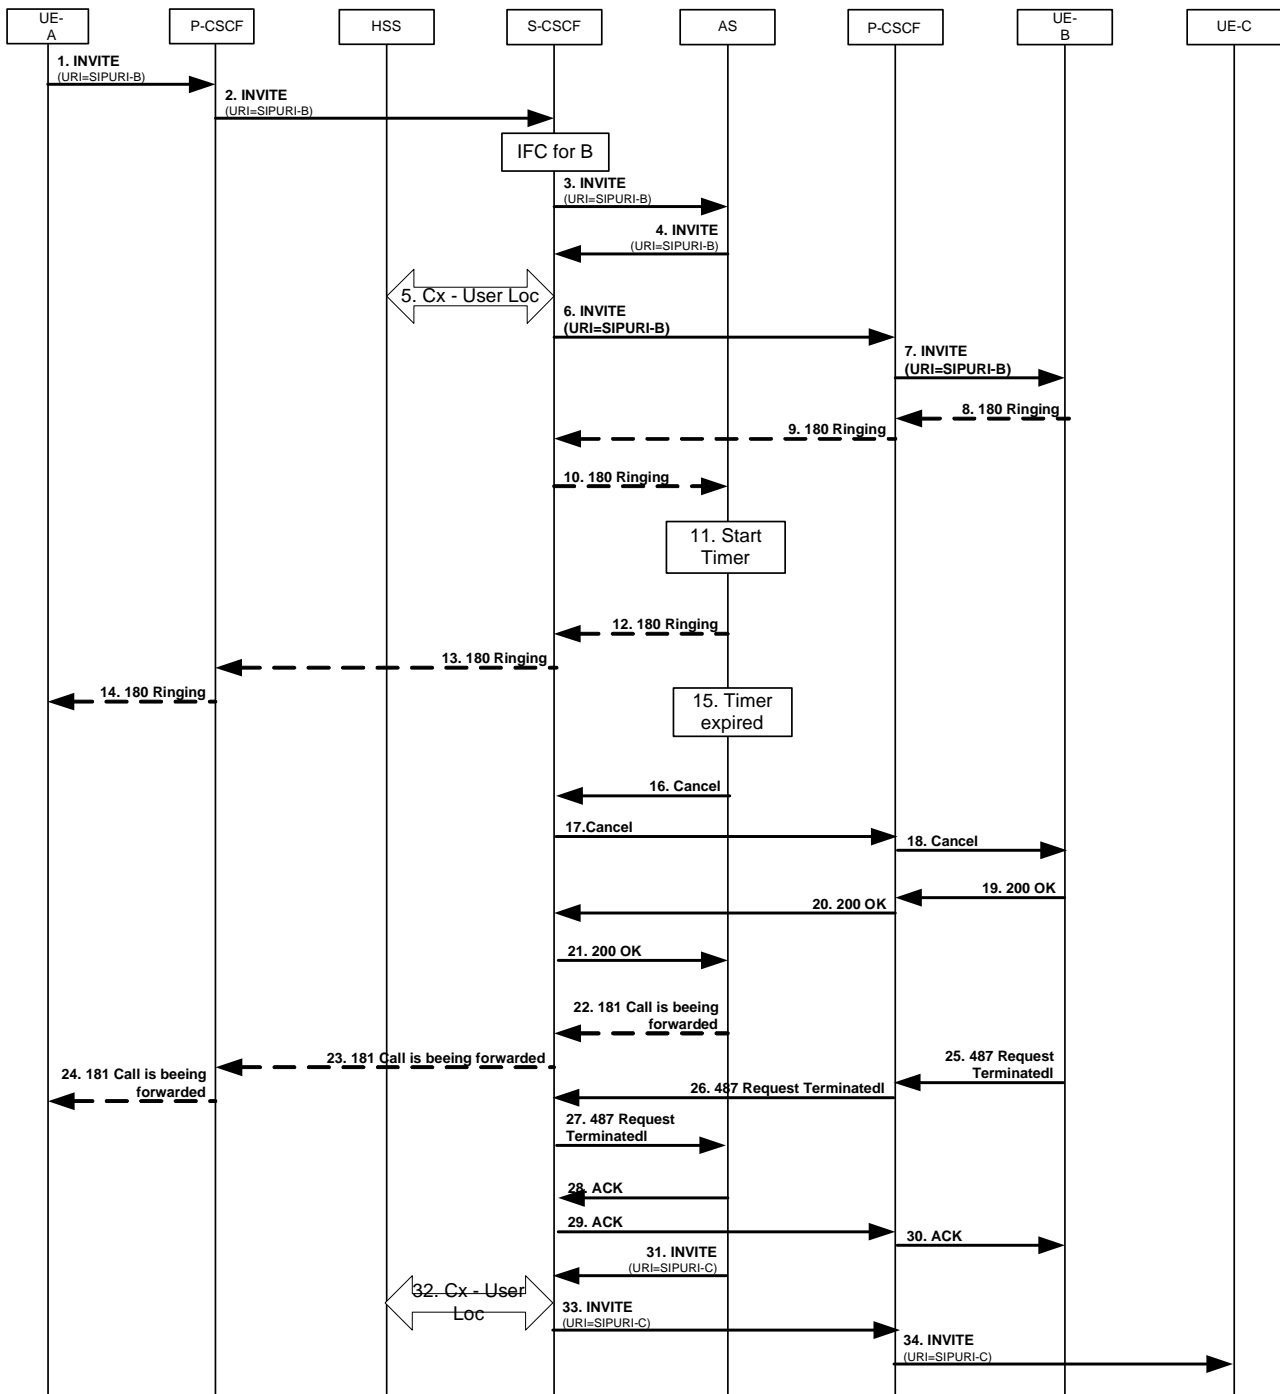 UE-
A
P-CSCF
HSS
S-CSCF
AS
P-CSCF
UE-
B
UE-C
1. INVITE
(URI=SIPURI-B)
2. INVITE
(URI=SIPURI-B)
IFC for B
3. INVITE
(URI=SIPURI-B)
4. INVITE
(URI=SIPURI-B)
5. Cx - User Loc
6. INVITE
(URI=SIPURI-B)
7. INVITE
(URI=SIPURI-B)
8. 180 Ringing
9. 180 Ringing
10. 180 Ringing
11. Start
Timer
12. 180 Ringing
13. 180 Ringing
14. 180 Ringing
15. Timer
expired
16. Cancel
17.Cancel
18. Cancel
19. 200 OK
20. 200 OK
21. 200 OK
22. 181 Call is beeing
forwarded
23. 181 Call is beeing forwarded
24. 181 Call is beeing
forwarded
25. 487 Request
Terminatedl
26. 487 Request Terminatedl
27. 487 Request
Terminatedl
28. ACK
29. ACK
30. ACK
31. INVITE
(URI=SIPURI-C)
32. Cx - User
Loc
33. INVITE
(URI=SIPURI-C)
34. INVITE
(URI=SIPURI-C)